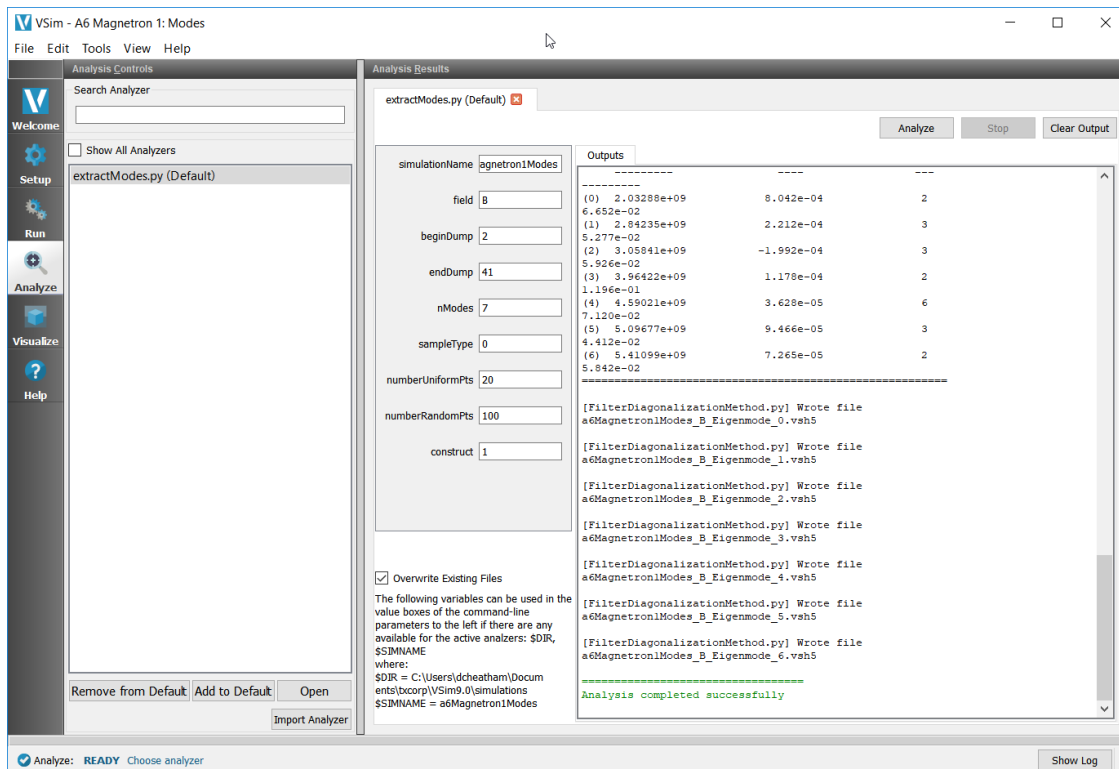 VSim - A6 Magnetron 1: Modes
File Edit Tools View Help
Analysis Controls
Search Analyzer
Show All Analyzers
extractModes.py (Default)
Welcome
Setup
Run
Analyze
Visualize
Help
Remove from Default Add to Default Open
Import Analyzer
Analysis Results
extractModes.py (Default)
Analyze Stop Clear Output
simulationName agnetron1Modes
field B
beginDump 2
endDump 41
nModes 7
sampleType 0
numberUniformPts 20
numberRandomPts 100
construct 1
Overwrite Existing Files
The following variables can be used in the
value boxes of the command-line
parameters to the left if there are any
available for the active analzers: $DIR,
$SIMNAME
where:
$DIR = C:\Users\dcheatham\Docum
ents\txcorp\VSim9.0\simulations
$SIMNAME = a6Magnetron1Modes
Outputs
--------- ---- ---
---------
(0) 2.03288e+09 8.042e-04 2
6.652e-02
(1) 2.84235e+09 2.212e-04 3
5.277e-02
(2) 3.05841e+09 -1.992e-04 3
5.926e-02
(3) 3.96422e+09 1.178e-04 2
1.196e-01
(4) 4.59021e+09 3.628e-05 6
7.120e-02
(5) 5.09677e+09 9.466e-05 3
4.412e-02
(6) 5.41099e+09 7.265e-05 2
5.842e-02
=======================================================
[FilterDiagonalizationMethod.py] Wrote file
a6Magnetron1Modes_B_Eigenmode_0.vsh5
[FilterDiagonalizationMethod.py] Wrote file
a6Magnetron1Modes_B_Eigenmode_1.vsh5
[FilterDiagonalizationMethod.py] Wrote file
a6Magnetron1Modes_B_Eigenmode_2.vsh5
[FilterDiagonalizationMethod.py] Wrote file
a6Magnetron1Modes_B_Eigenmode_3.vsh5
[FilterDiagonalizationMethod.py] Wrote file
a6Magnetron1Modes_B_Eigenmode_4.vsh5
[FilterDiagonalizationMethod.py] Wrote file
a6Magnetron1Modes_B_Eigenmode_5.vsh5
[FilterDiagonalizationMethod.py] Wrote file
a6Magnetron1Modes_B_Eigenmode_6.vsh5
=================================
Analysis completed successfully
Analyze: READY Choose analyzer
Show Log